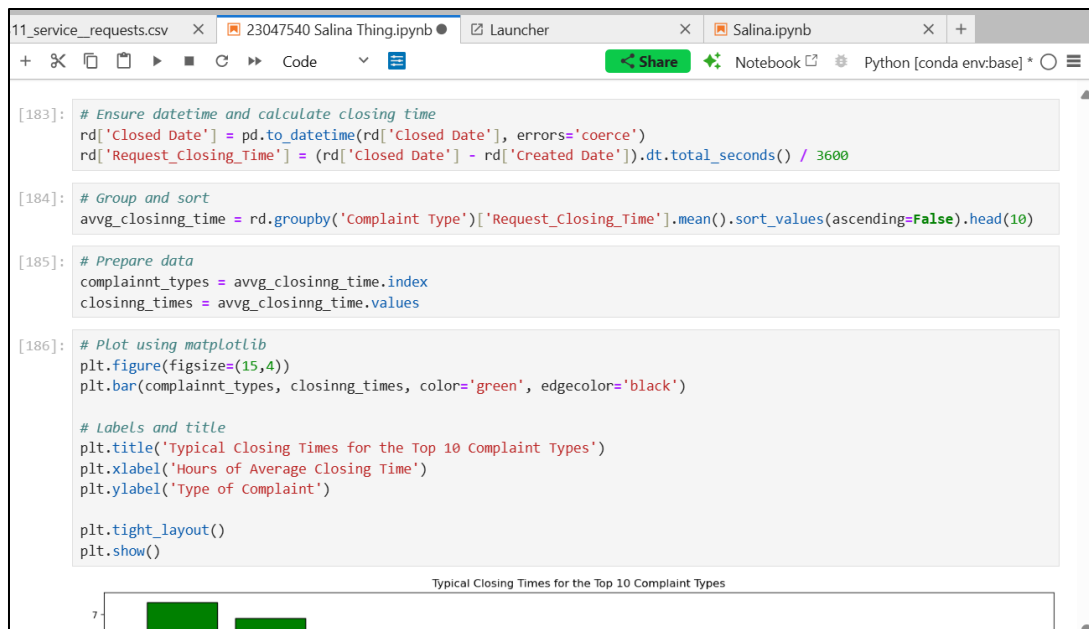 11_service__requests.csv × 23047540 Salina Thing.ipynb ● Launcher × Salina.ipynb × +
Code Share Notebook Python [conda env:base] *
[183]: # Ensure datetime and calculate closing time
rd['Closed Date'] = pd.to_datetime(rd['Closed Date'], errors='coerce')
rd['Request_Closing_Time'] = (rd['Closed Date'] - rd['Created Date']).dt.total_seconds() / 3600
[184]: # Group and sort
avvg_closinng_time = rd.groupby('Complaint Type')['Request_Closing_Time'].mean().sort_values(ascending=False).head(10)
[185]: # Prepare data
complainnt_types = avvg_closinng_time.index
closinng_times = avvg_closinng_time.values
[186]: # Plot using matplotlib
plt.figure(figsize=(15,4))
plt.bar(complainnt_types, closinng_times, color='green', edgecolor='black')
# Labels and title
plt.title('Typical Closing Times for the Top 10 Complaint Types')
plt.xlabel('Hours of Average Closing Time')
plt.ylabel('Type of Complaint')
plt.tight_layout()
plt.show()
Typical Closing Times for the Top 10 Complaint Types
7